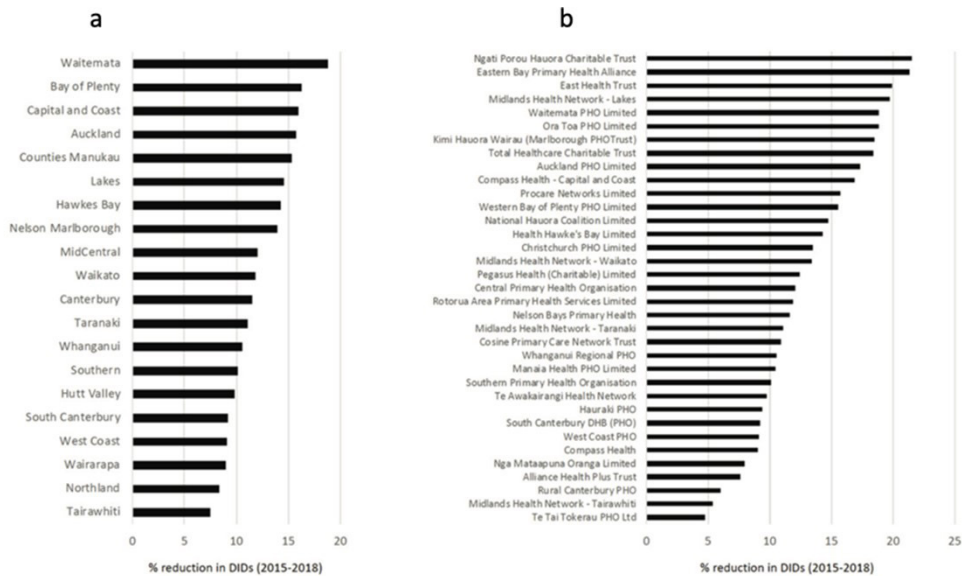 a
Waitemata
Bay of Plenty
Capital and Coast
Auckland
Counties Manukau
Lakes
Hawkes Bay
Nelson Marlborough
MidCentral
Waikato
Canterbury
Taranaki
Whanganui
Southern
Hutt Valley
South Canterbury
West Coast
Wairarapa
Northland
Tairawhiti
0 5 10 15 20
% reduction in DIDs (2015-2018)
b
Ngati Porou Hauora Charitable Trust
Eastern Bay Primary Health Alliance
East Health Trust
Midlands Health Network - Lakes
Waitemata PHO Limited
Ora Toa PHO Limited
Kimi Hauora Wairau (Marlborough PHOTrust)
Total Healthcare Charitable Trust
Auckland PHO Limited
Compass Health - Capital and Coast
Procare Networks Limited
Western Bay of Plenty PHO Limited
National Hauora Coalition Limited
Health Hawke's Bay Limited
Christchurch PHO Limited
Midlands Health Network - Waikato
Pegasus Health (Charitable) Limited
Central Primary Health Organisation
Rotorua Area Primary Health Services Limited
Nelson Bays Primary Health
Midlands Health Network - Taranaki
Cosine Primary Care Network Trust
Whanganui Regional PHO
Manaia Health PHO Limited
Southern Primary Health Organisation
Te Awakairangi Health Network
Hauraki PHO
South Canterbury DHB (PHO)
West Coast PHO
Compass Health
Nga Mataapuna Oranga Limited
Alliance Health Plus Trust
Rural Canterbury PHO
Midlands Health Network - Tairawhiti
Te Tai Tokerau PHO Ltd
0 5 10 15 20 25
% reduction in DIDs (2015-2018)